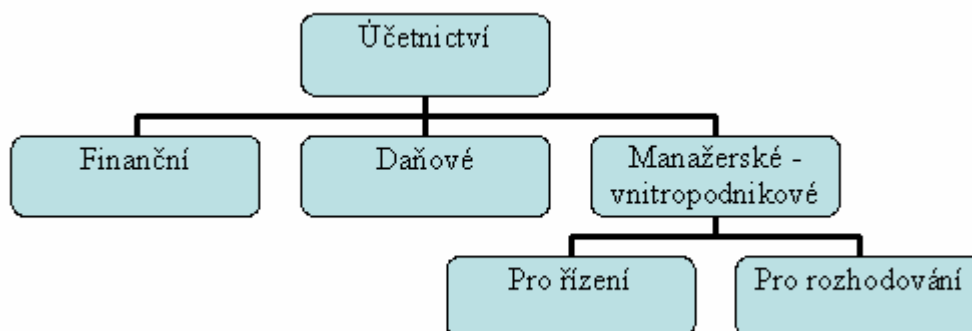 Účetnictví
Finanční
Daňové
Manažerské -
vnitropodnikové
Pro řízení
Pro rozhodování